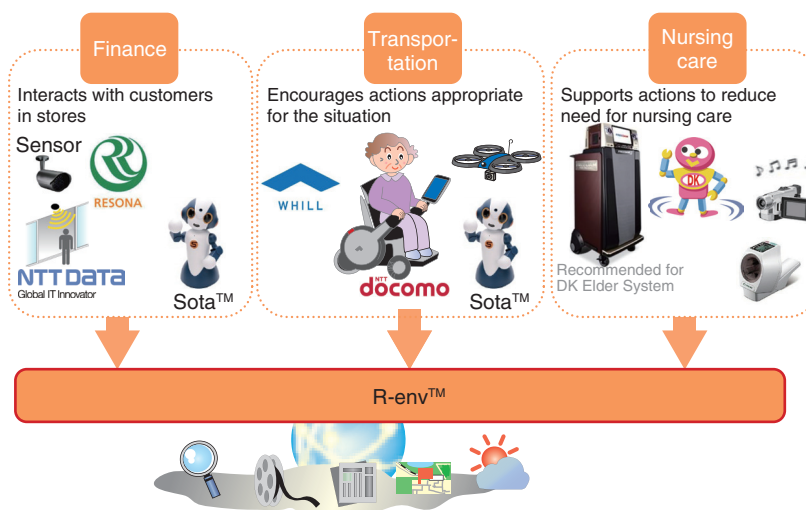 Finance
Interacts with customers
in stores
Sensor
RESONA
NTT DATA
Global IT Innovator
Sota™
Transpor-
tation
Encourages actions appropriate
for the situation
WHILL
NTT
docomo
Sota™
Nursing
care
Supports actions to reduce
need for nursing care
DK
Recommended for
DK Elder System
R-env™